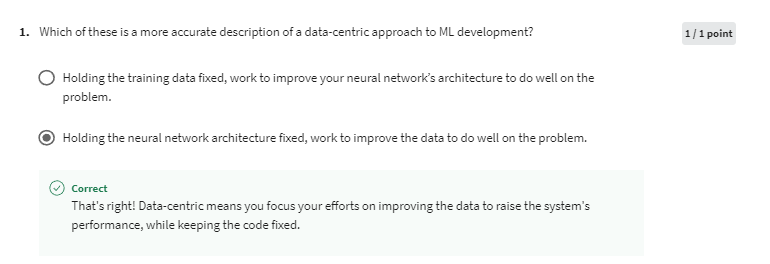 1. Which of these is a more accurate description of a data-centric approach to ML development?
1 / 1 point
Holding the training data fixed, work to improve your neural network's architecture to do well on the
problem.
Holding the neural network architecture fixed, work to improve the data to do well on the problem.
Correct
That's right! Data-centric means you focus your efforts on improving the data to raise the system's
performance, while keeping the code fixed.